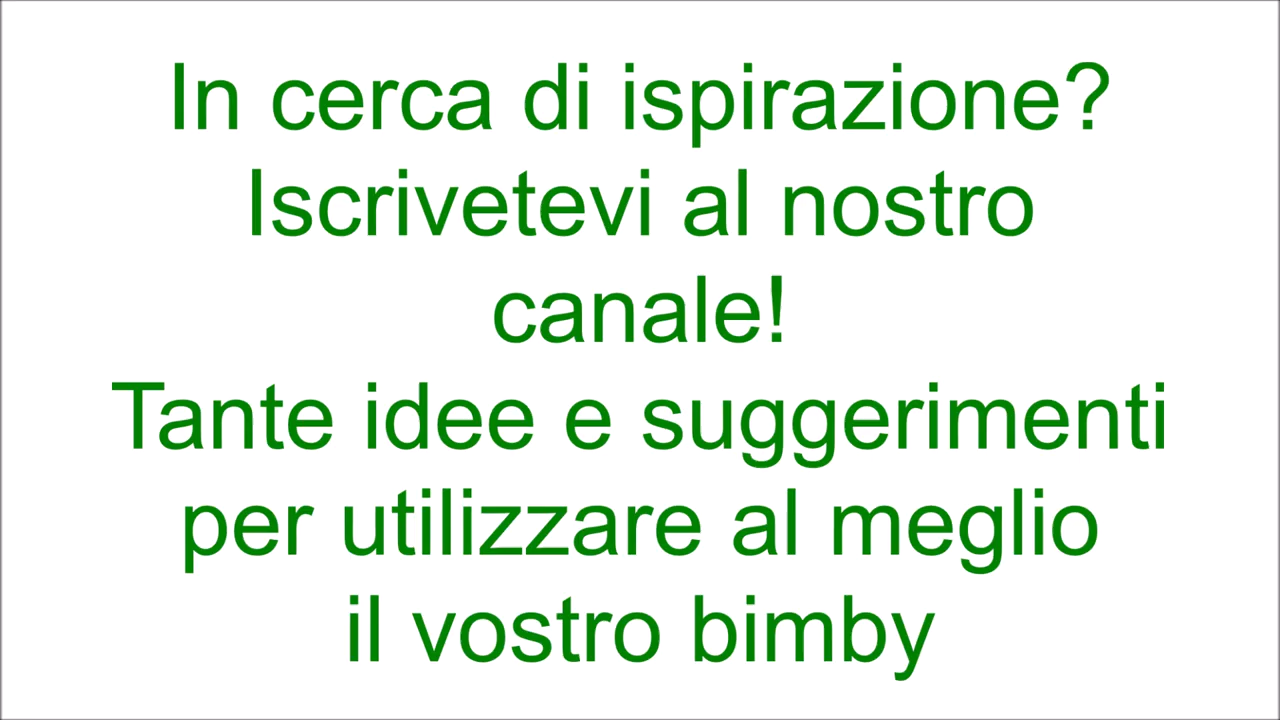 In cerca di ispirazione?
Iscrivetevi al nostro
canale!
Tante idee e suggerimenti
per utilizzare al meglio
il vostro bimby